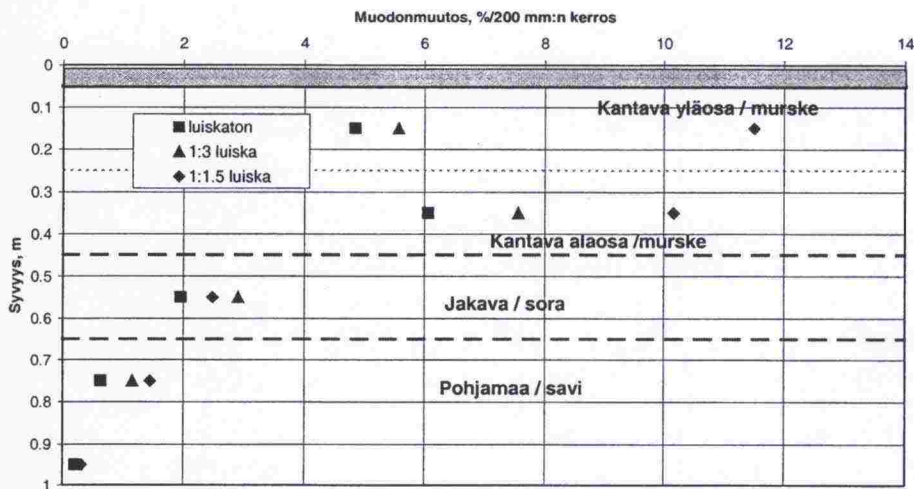 Muodonmuutos, %/200 mm:n kerros
0 2 4 6 8 10 12 14
0
0.1
0.2
0.3
0.4
0.5
0.6
0.7
0.8
0.9
1
Syvyys, m
luiskaton
1:3 luiska
1:1.5 luiska
Kantava yläosa / murske
Kantava alaosa /murske
Jakava / sora
Pohjamaa / savi